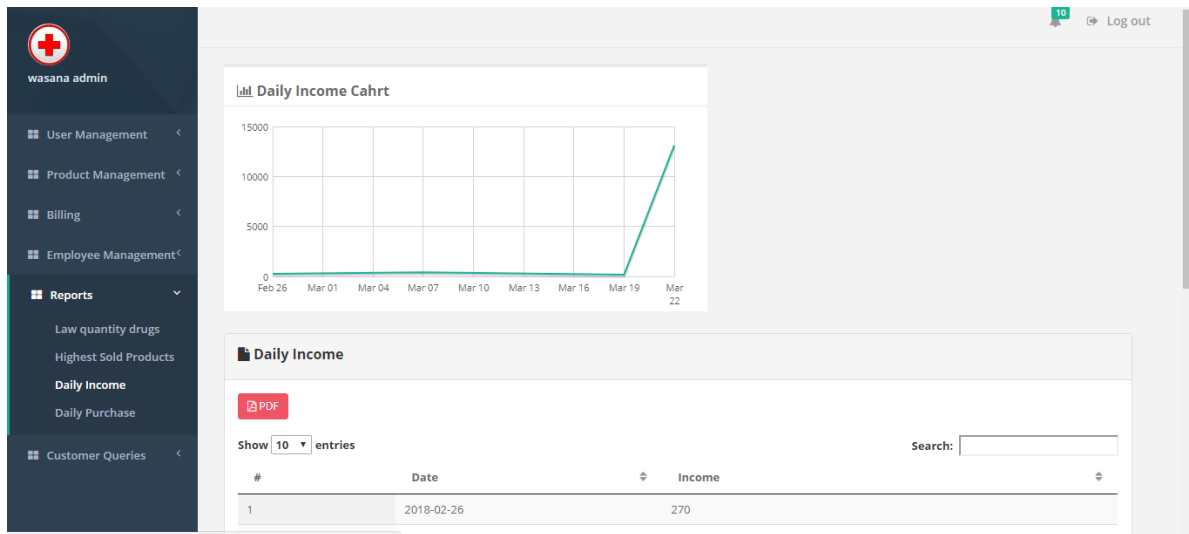 10
Log out
wasana admin
User Management
Product Management
Billing
Employee Management
Reports
Law quantity drugs
Highest Sold Products
Daily Income
Daily Purchase
Customer Queries
Daily Income Cahrt
15000
10000
5000
0
Feb 26 Mar 01 Mar 04 Mar 07 Mar 10 Mar 13 Mar 16 Mar 19 Mar
22
Daily Income
PDF
Show 10 entries
Search:
# Date Income
1 2018-02-26 270